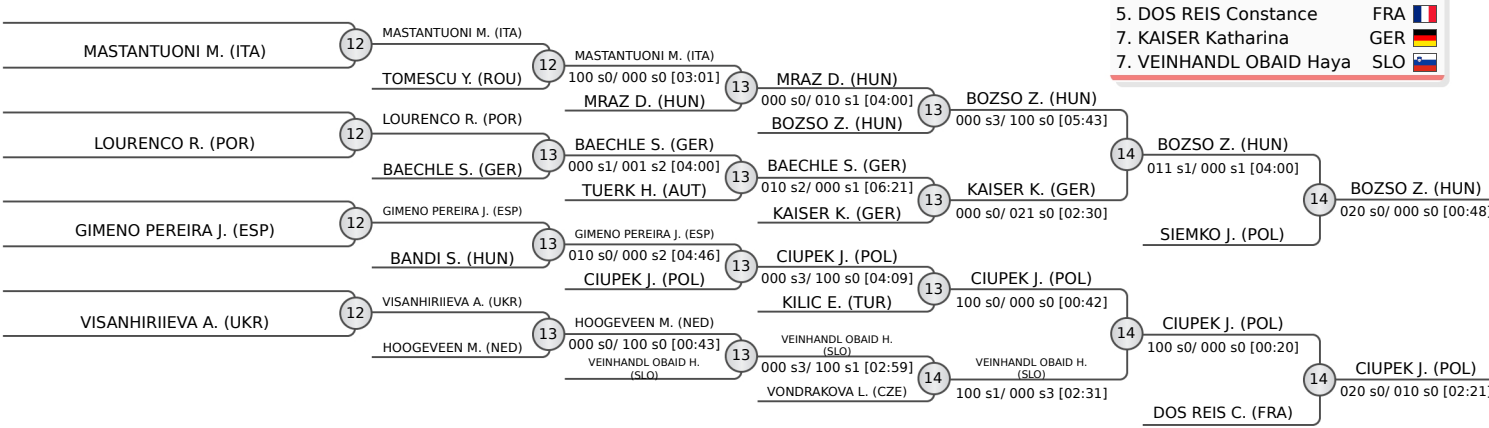 5. DOS REIS Constance FRA
7. KAISER Katharina GER
7. VEINHANDL OBAID Haya SLO
MASTANTUONI M. (ITA)
12
LOURENCO R. (POR)
12
GIMENO PEREIRA J. (ESP)
12
VISANHIRIIEVA A. (UKR)
12
MASTANTUONI M. (ITA)
TOMESCU Y. (ROU)
12
LOURENCO R. (POR)
BAECHLE S. (GER)
13
GIMENO PEREIRA J. (ESP)
BANDI S. (HUN)
13
VISANHIRIIEVA A. (UKR)
HOOGEVEEN M. (NED)
13
MASTANTUONI M. (ITA)
100 s0/ 000 s0 [03:01]
MRAZ D. (HUN)
13
BAECHLE S. (GER)
000 s1/ 001 s2 [04:00]
TUERK H. (AUT)
13
GIMENO PEREIRA J. (ESP)
010 s0/ 000 s2 [04:46]
CIUPEK J. (POL)
13
HOOGEVEEN M. (NED)
000 s0/ 100 s0 [00:43]
VEINHANDL OBAID H.
(SLO)
13
MRAZ D. (HUN)
000 s0/ 010 s1 [04:00]
BOZSO Z. (HUN)
13
BAECHLE S. (GER)
010 s2/ 000 s1 [06:21]
KAISER K. (GER)
13
CIUPEK J. (POL)
000 s3/ 100 s0 [04:09]
KILIC E. (TUR)
13
VEINHANDL OBAID H.
(SLO)
000 s3/ 100 s1 [02:59]
VONDRAKOVA L. (CZE)
14
BOZSO Z. (HUN)
000 s3/ 100 s0 [05:43]
KAISER K. (GER)
000 s0/ 021 s0 [02:30]
14
CIUPEK J. (POL)
100 s0/ 000 s0 [00:42]
VEINHANDL OBAID H.
(SLO)
100 s1/ 000 s3 [02:31]
14
BOZSO Z. (HUN)
011 s1/ 000 s1 [04:00]
SIEMKO J. (POL)
14
CIUPEK J. (POL)
100 s0/ 000 s0 [00:20]
DOS REIS C. (FRA)
14
BOZSO Z. (HUN)
020 s0/ 000 s0 [00:48]
CIUPEK J. (POL)
020 s0/ 010 s0 [02:21]